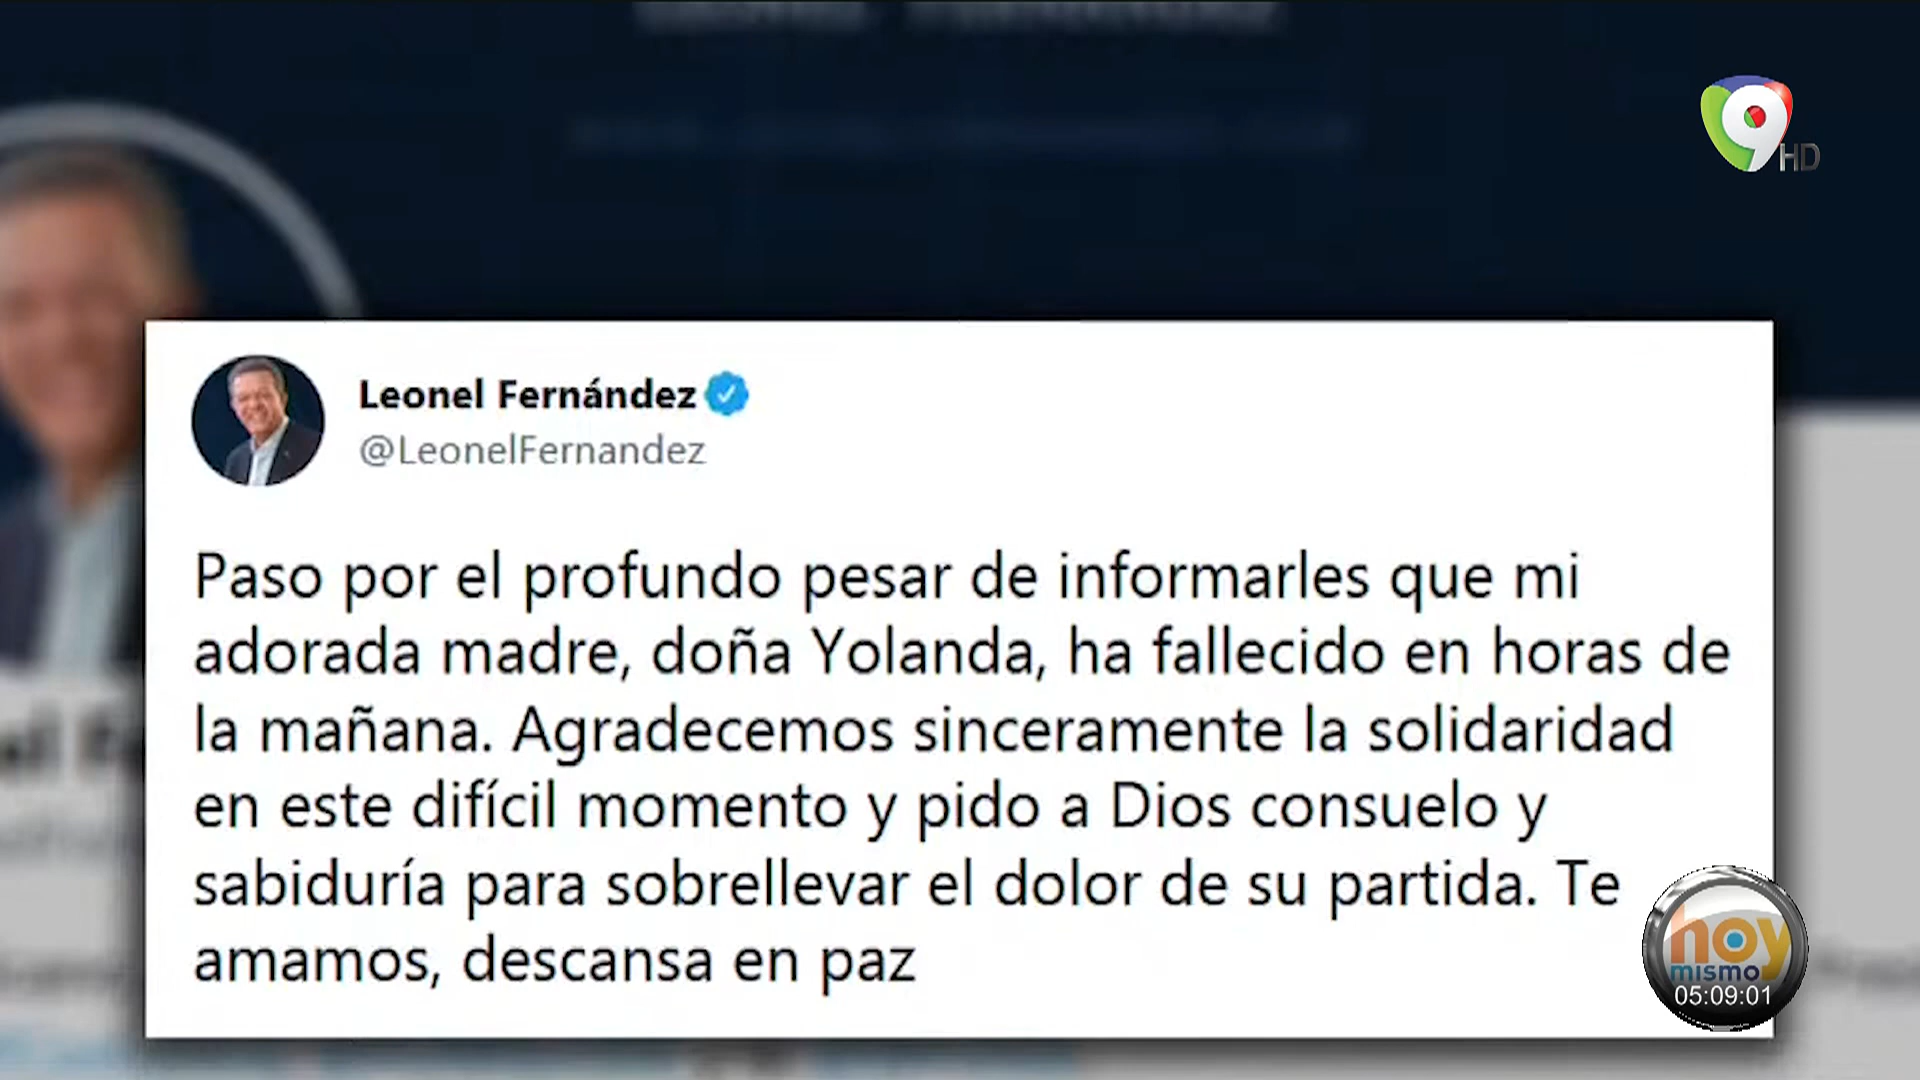 9
HD
Leonel Fernández
@LeonelFernandez
Paso por el profundo pesar de informarles que mi
adorada madre, doña Yolanda, ha fallecido en horas de
la mañana. Agradecemos sinceramente la solidaridad
en este difícil momento y pido a Dios consuelo y
sabiduría para sobrellevar el dolor de su partida. Te
amamos, descansa en paz
hoy
mismo
05:09:01